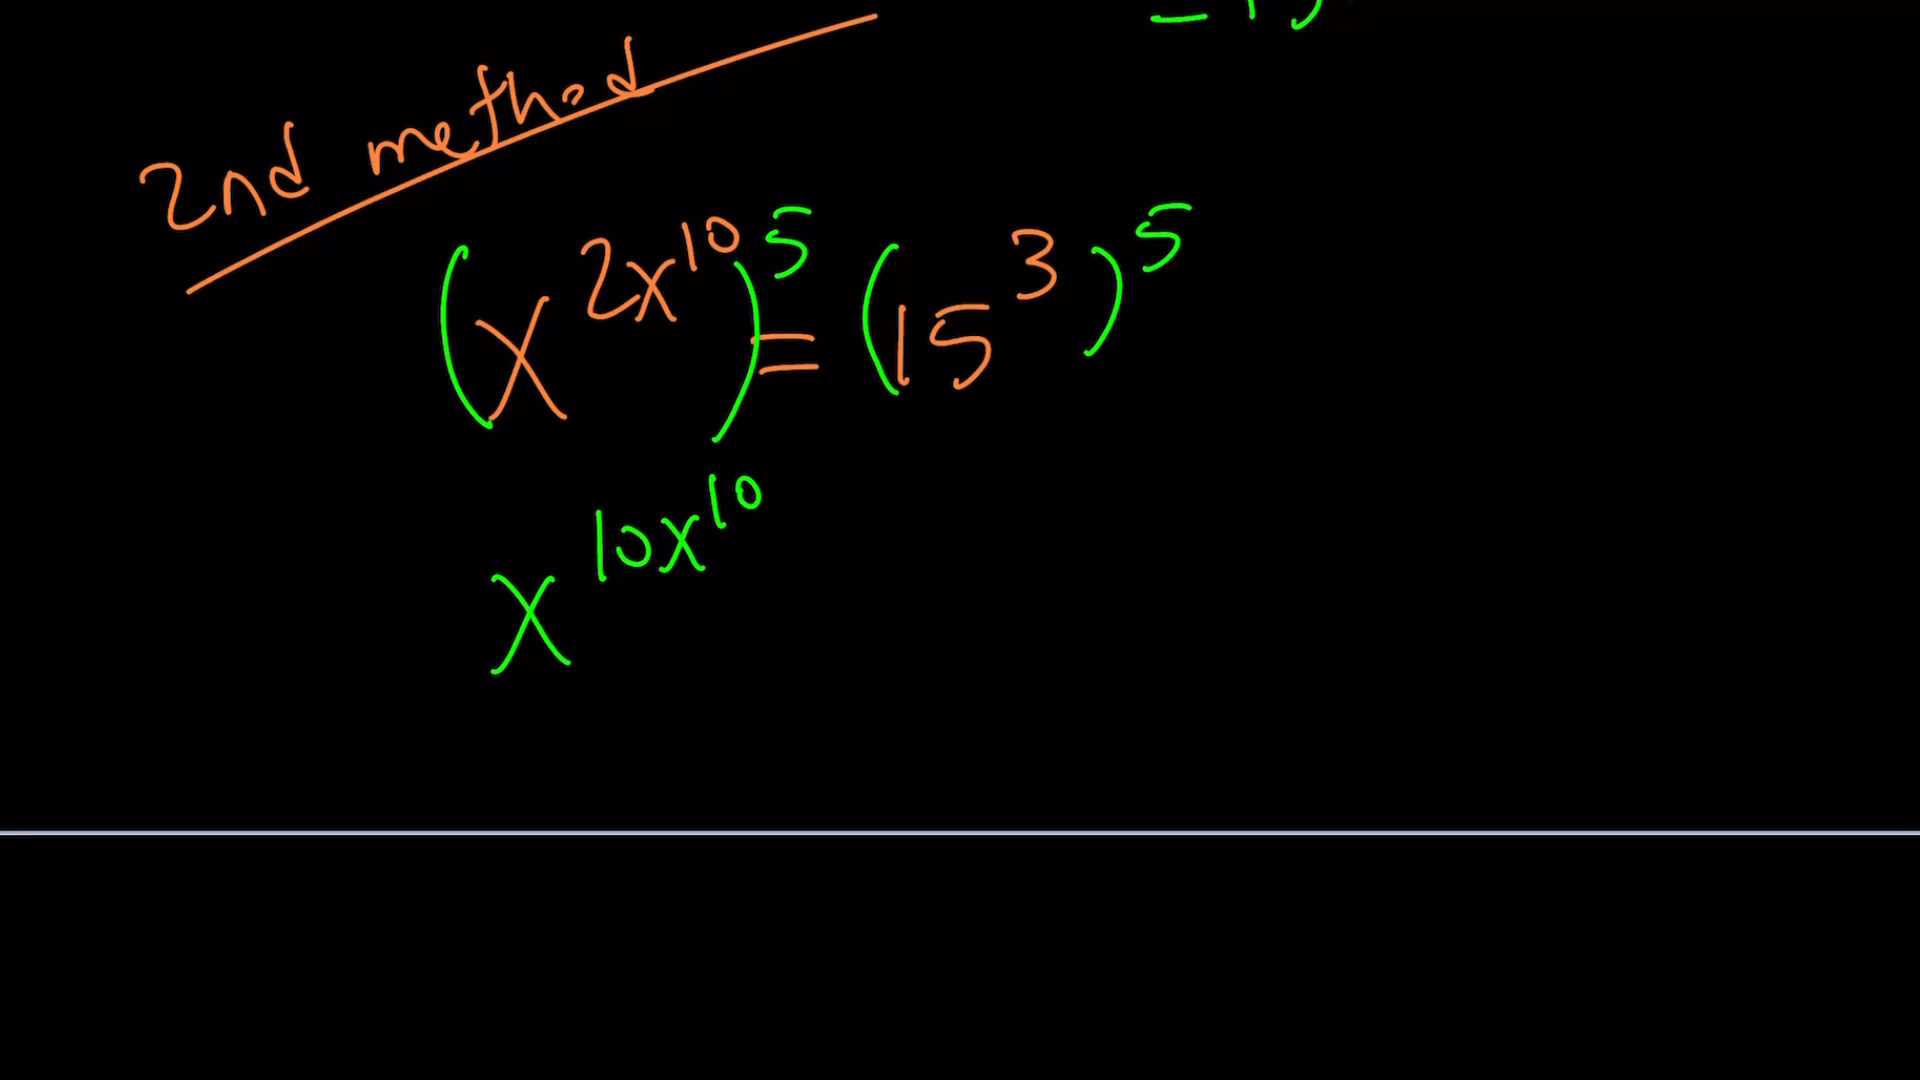 2nd method
(x^{2x^{10}})^5 = (15^3)^5
x^{10x^{10}}